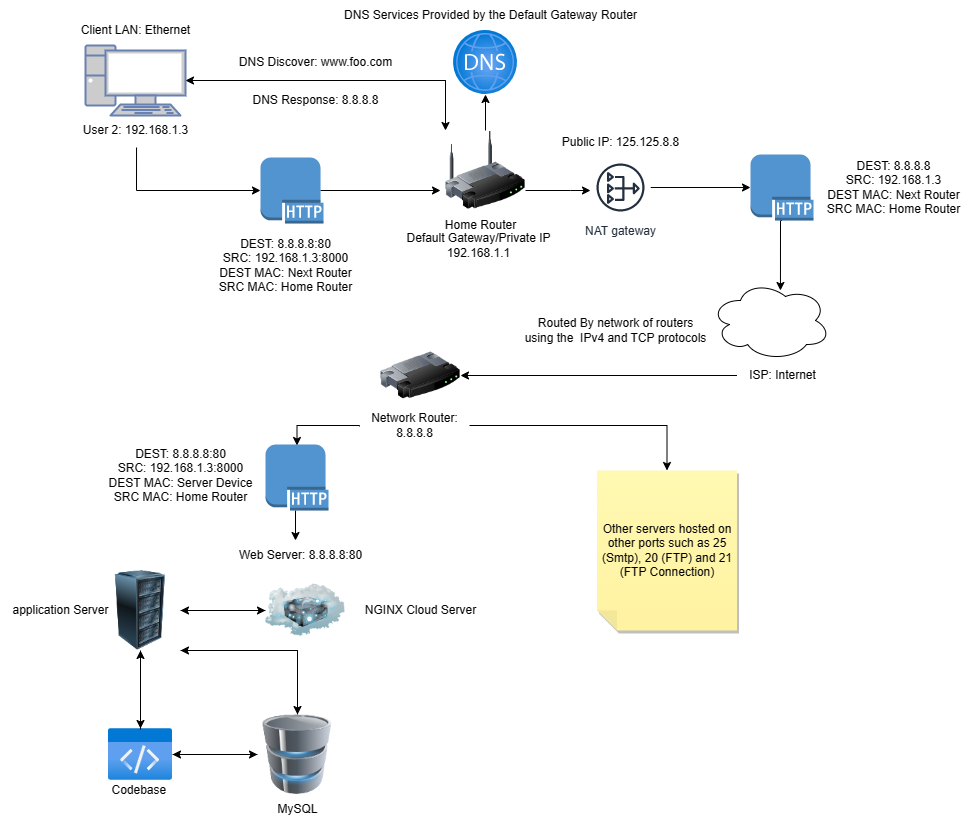 DNS Services Provided by the Default Gateway Router
Client LAN: Ethernet
DNS
DNS Discover: www.foo.com
DNS Response: 8.8.8.8
User 2: 192.168.1.3
Public IP: 125.125.8.8
HTTP
HTTP
DEST: 8.8.8.8
SRC: 192.168.1.3
DEST MAC: Next Router
SRC MAC: Home Router
Home Router
Default Gateway/Private IP
192.168.1.1
NAT gateway
DEST: 8.8.8.8:80
SRC: 192.168.1.3:8000
DEST MAC: Next Router
SRC MAC: Home Router
Routed By network of routers
using the IPv4 and TCP protocols
ISP: Internet
Network Router:
8.8.8.8
DEST: 8.8.8.8:80
SRC: 192.168.1.3:8000
DEST MAC: Server Device
SRC MAC: Home Router
HTTP
Other servers hosted on
other ports such as 25
(Smtp), 20 (FTP) and 21
(FTP Connection)
Web Server: 8.8.8.8:80
application Server
NGINX Cloud Server
Codebase
MySQL